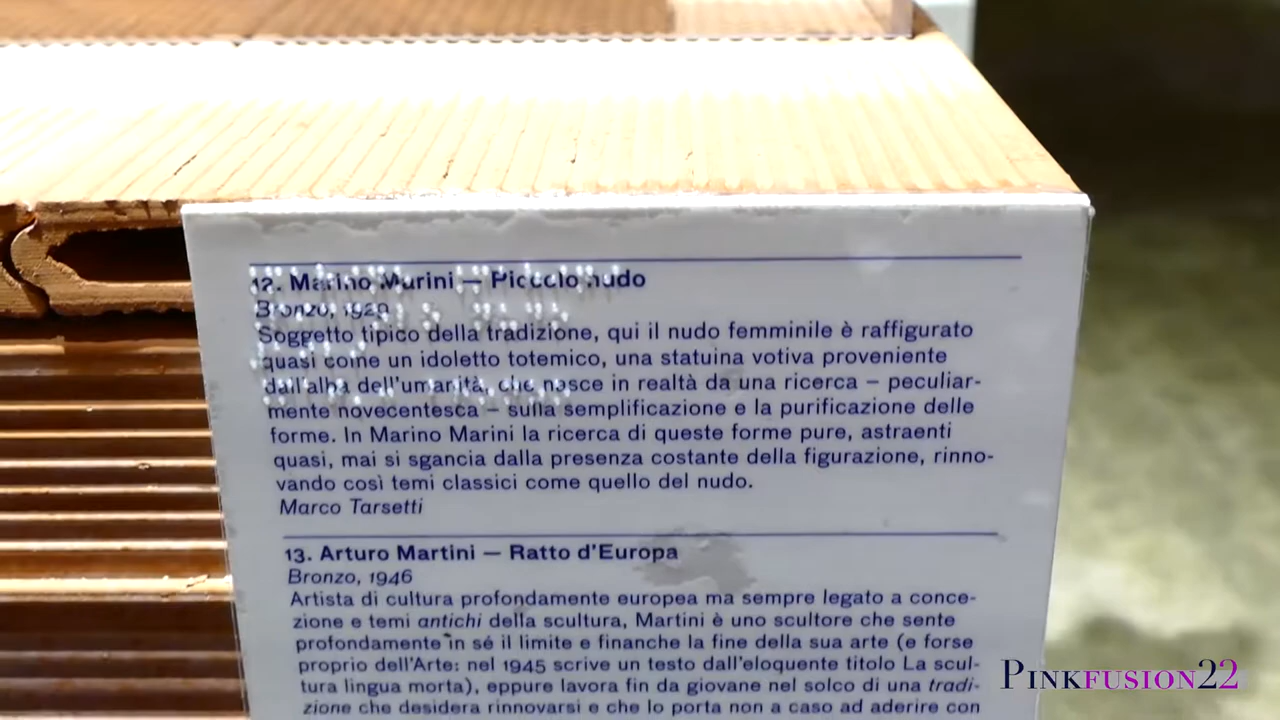 12. Marino Marini — Piccolo nudo
Bronzo, 1929
Soggetto tipico della tradizione, qui il nudo femminile è raffigurato
quasi come un idoletto totemico, una statuina votiva proveniente
dall'alba dell'umanità, che nasce in realtà da una ricerca – peculiar-
mente novecentesca – sulla semplificazione e la purificazione delle
forme. In Marino Marini la ricerca di queste forme pure, astraenti
quasi, mai si sgancia dalla presenza costante della figurazione, rinno-
vando così temi classici come quello del nudo.
Marco Tarsetti
13. Arturo Martini — Ratto d'Europa
Bronzo, 1946
Artista di cultura profondamente europea ma sempre legato a conce-
zione e temi antichi della scultura, Martini è uno scultore che sente
profondamente in sé il limite e finanche la fine della sua arte (e forse
proprio dell'Arte: nel 1945 scrive un testo dall'eloquente titolo La scul-
tura lingua morta), eppure lavora fin da giovane nel solco di una tradi-
zione che desidera rinnovarsi e che lo porta non a caso ad aderire con
PINKFUSION22